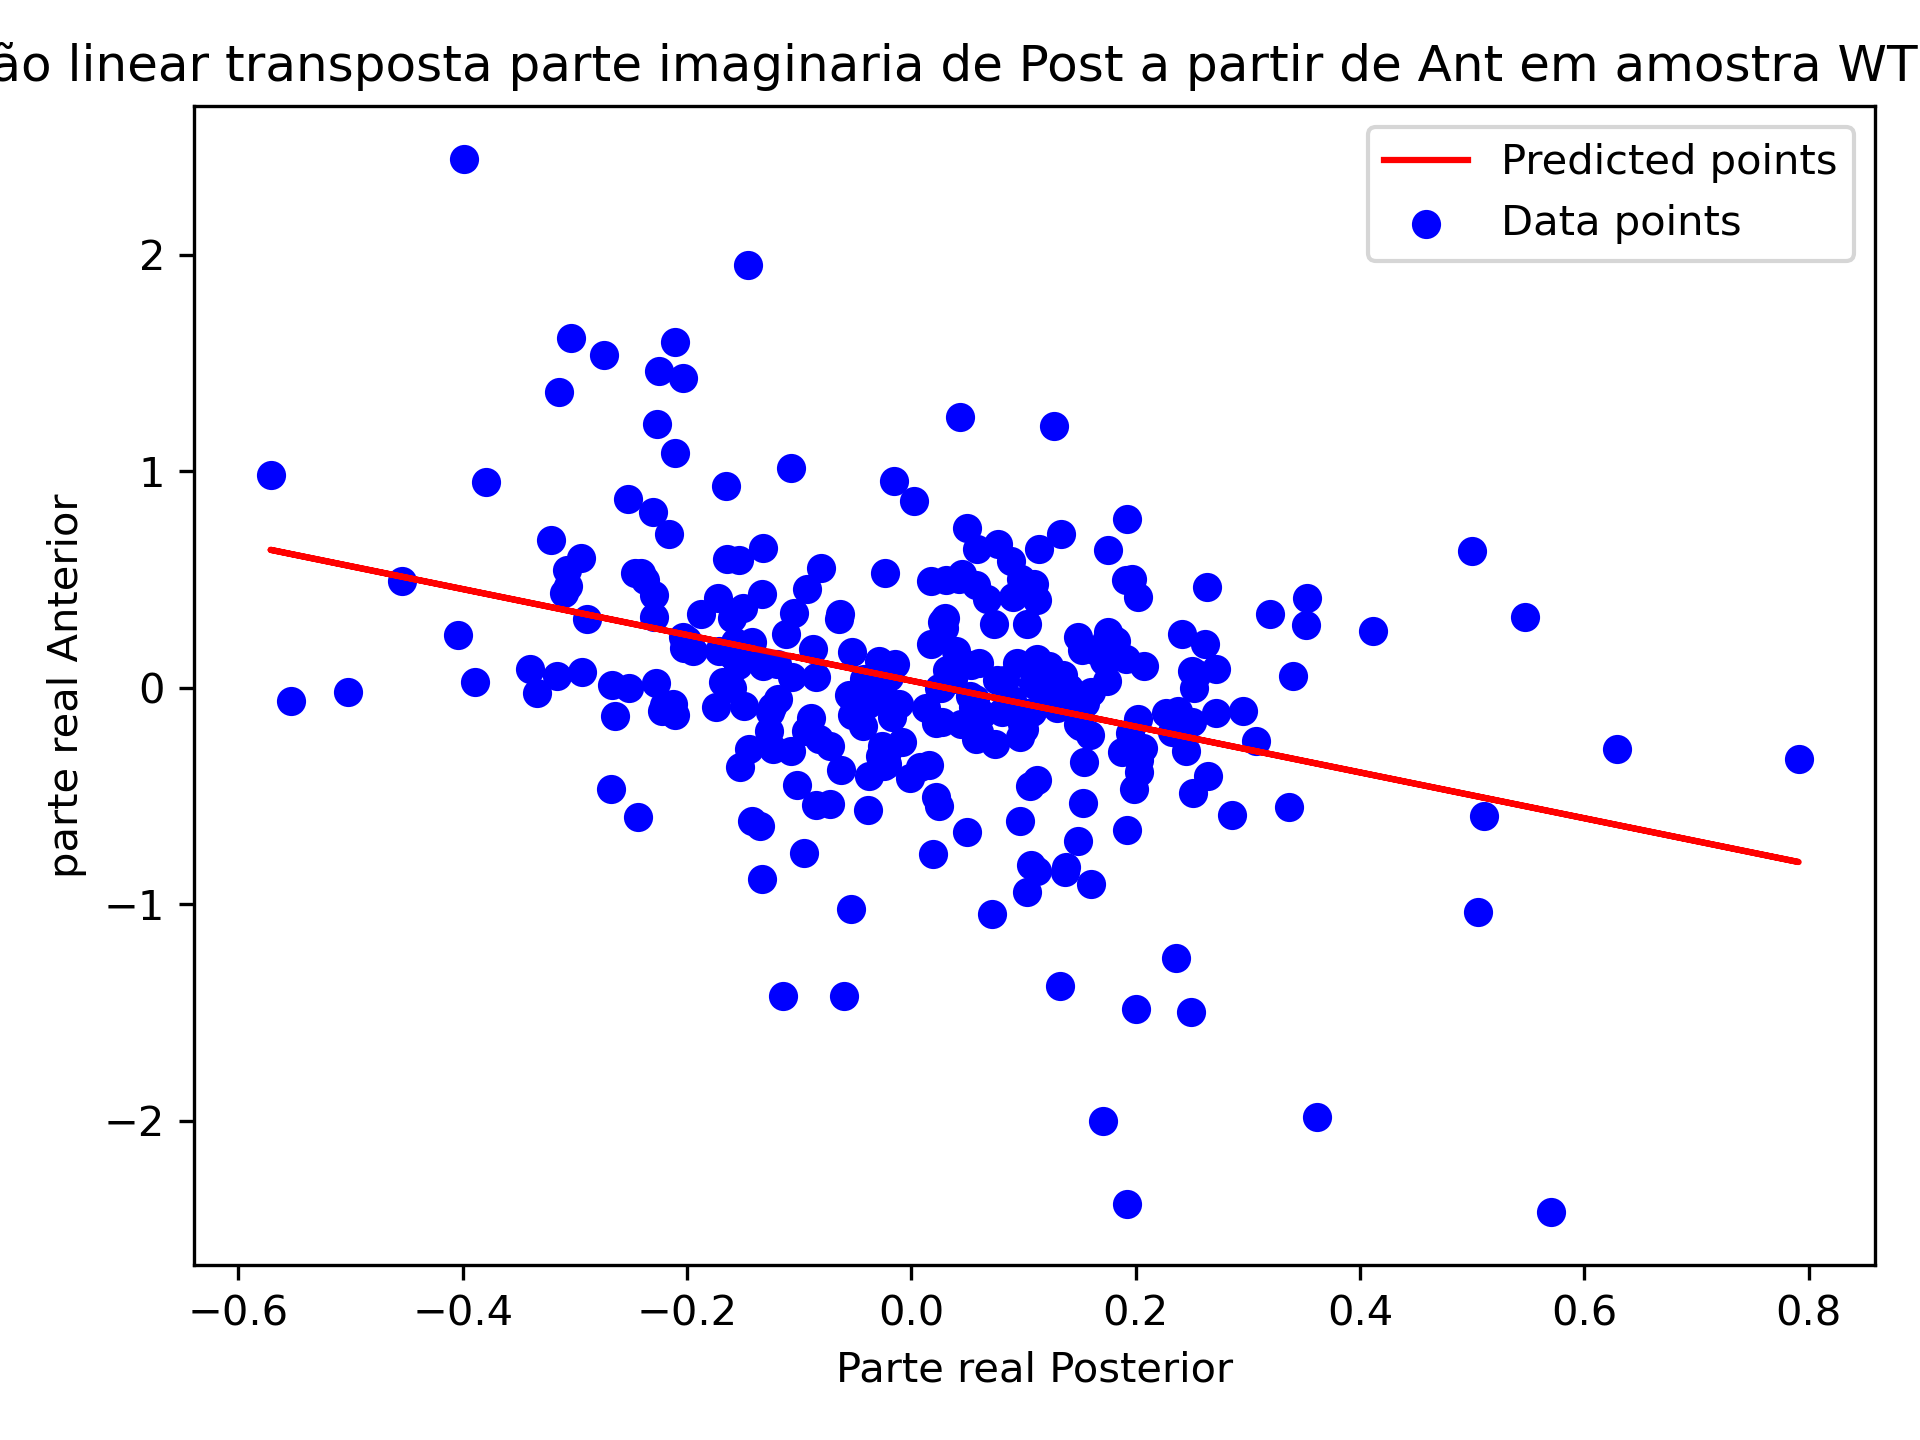 ão linear transposta parte imaginaria de Post a partir de Ant em amostra WT
Predicted points
Data points
parte real Anterior
2
1
0
−1
−2
−0.6 −0.4 −0.2 0.0 0.2 0.4 0.6 0.8
Parte real Posterior